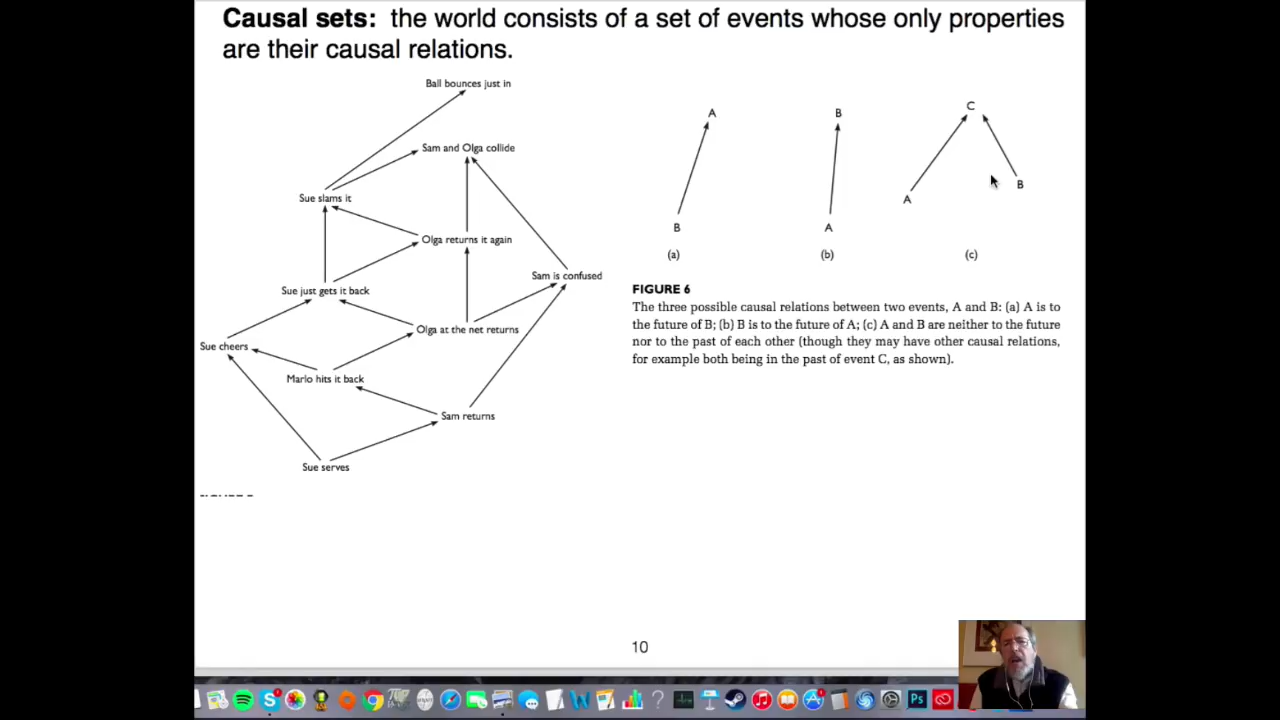 Causal sets: the world consists of a set of events whose only properties
are their causal relations.
Ball bounces just in
Sam and Olga collide
Sue slams it
Olga returns it again
Sam is confused
Sue just gets it back
Olga at the net returns
Sue cheers
Marlo hits it back
Sam returns
Sue serves
A
B
(a)
B
A
(b)
C
A
B
(c)
FIGURE 6
The three possible causal relations between two events, A and B: (a) A is to
the future of B; (b) B is to the future of A; (c) A and B are neither to the future
nor to the past of each other (though they may have other causal relations,
for example both being in the past of event C, as shown).
10
Ps